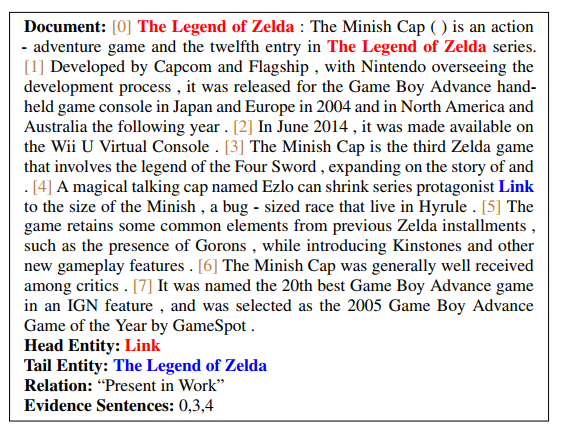 Document: [0] The Legend of Zelda : The Minish Cap ( ) is an action
- adventure game and the twelfth entry in The Legend of Zelda series.
[1] Developed by Capcom and Flagship , with Nintendo overseeing the
development process , it was released for the Game Boy Advance hand-
held game console in Japan and Europe in 2004 and in North America and
Australia the following year . [2] In June 2014 , it was made available on
the Wii U Virtual Console . [3] The Minish Cap is the third Zelda game
that involves the legend of the Four Sword , expanding on the story of and
. [4] A magical talking cap named Ezlo can shrink series protagonist Link
to the size of the Minish , a bug - sized race that live in Hyrule . [5] The
game retains some common elements from previous Zelda installments ,
such as the presence of Gorons , while introducing Kinstones and other
new gameplay features . [6] The Minish Cap was generally well received
among critics . [7] It was named the 20th best Game Boy Advance game
in an IGN feature , and was selected as the 2005 Game Boy Advance
Game of the Year by GameSpot .
Head Entity: Link
Tail Entity: The Legend of Zelda
Relation: “Present in Work”
Evidence Sentences: 0,3,4